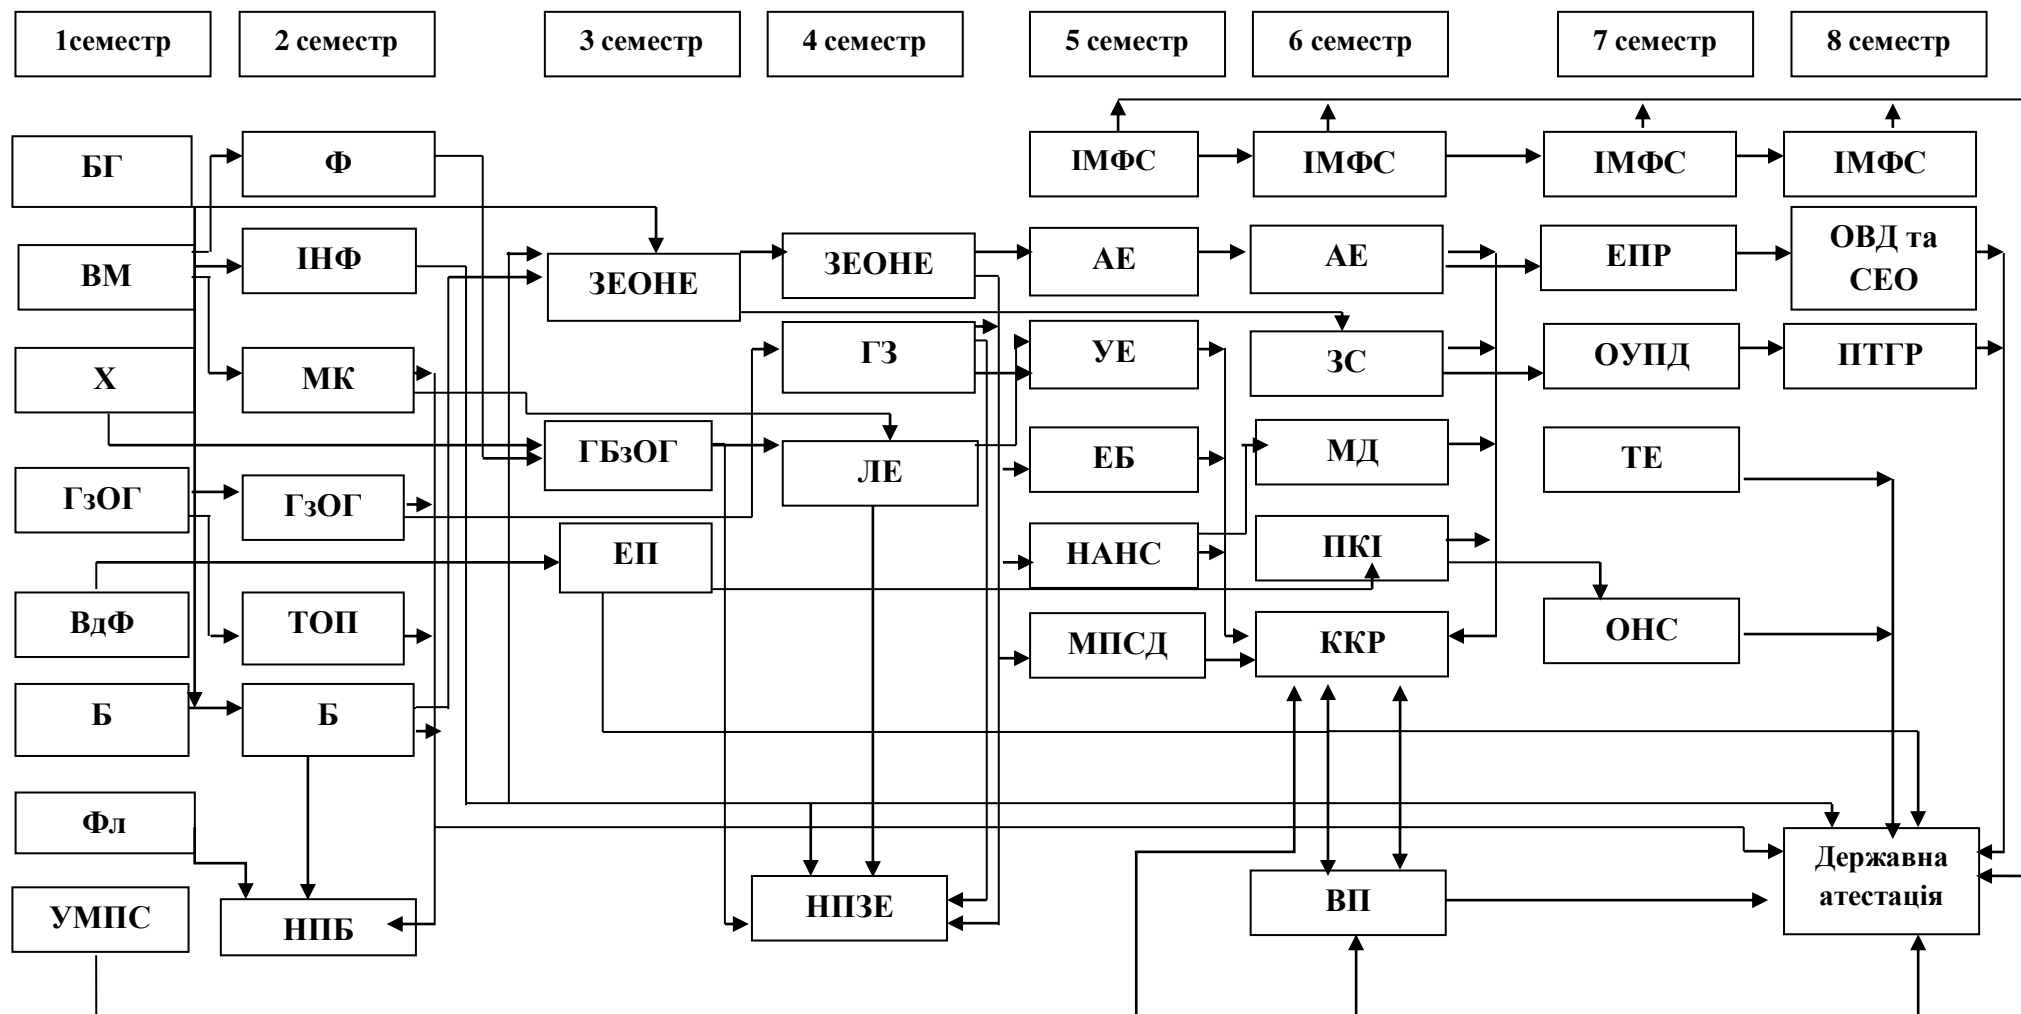 1семестр
2 семестр
3 семестр
4 семестр
5 семестр
6 семестр
7 семестр
8 семестр
БГ
Ф
ІМФС
ІМФС
ІМФС
ІМФС
ВМ
ІНФ
ЗЕОНЕ
ЗЕОНЕ
АЕ
АЕ
ЕПР
ОВД та
СЕО
Х
МК
ГЗ
УЕ
ЗС
ОУПД
ПТГР
ГзОГ
ГзОГ
ГБзОГ
ЛЕ
ЕБ
МД
ТЕ
ЕП
НАНС
ПКІ
ВдФ
ТОП
МПСД
ККР
ОНС
Б
Б
Фл
УМПС
НПБ
НПЗЕ
ВП
Державна
атестація